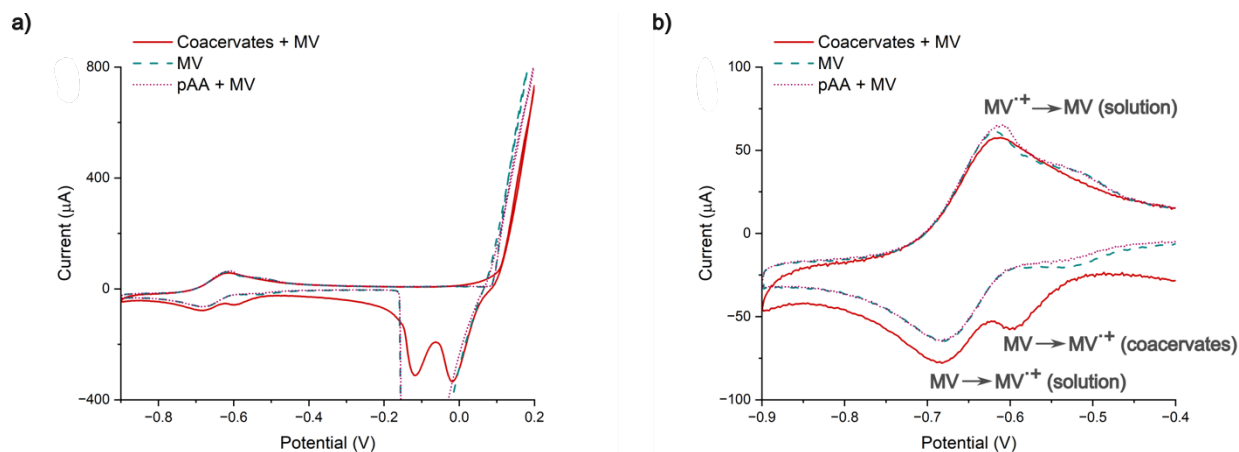 a)
Coacervates + MV
MV
pAA + MV
800
400
0
−400
Current (μA)
−0.8
−0.6
−0.4
−0.2
0.0
0.2
Potential (V)
b)
Coacervates + MV
MV
pAA + MV
100
50
0
−50
−100
Current (μA)
MV·+ → MV (solution)
MV → MV·+ (coacervates)
MV → MV·+ (solution)
−0.9
−0.8
−0.7
−0.6
−0.5
−0.4
Potential (V)